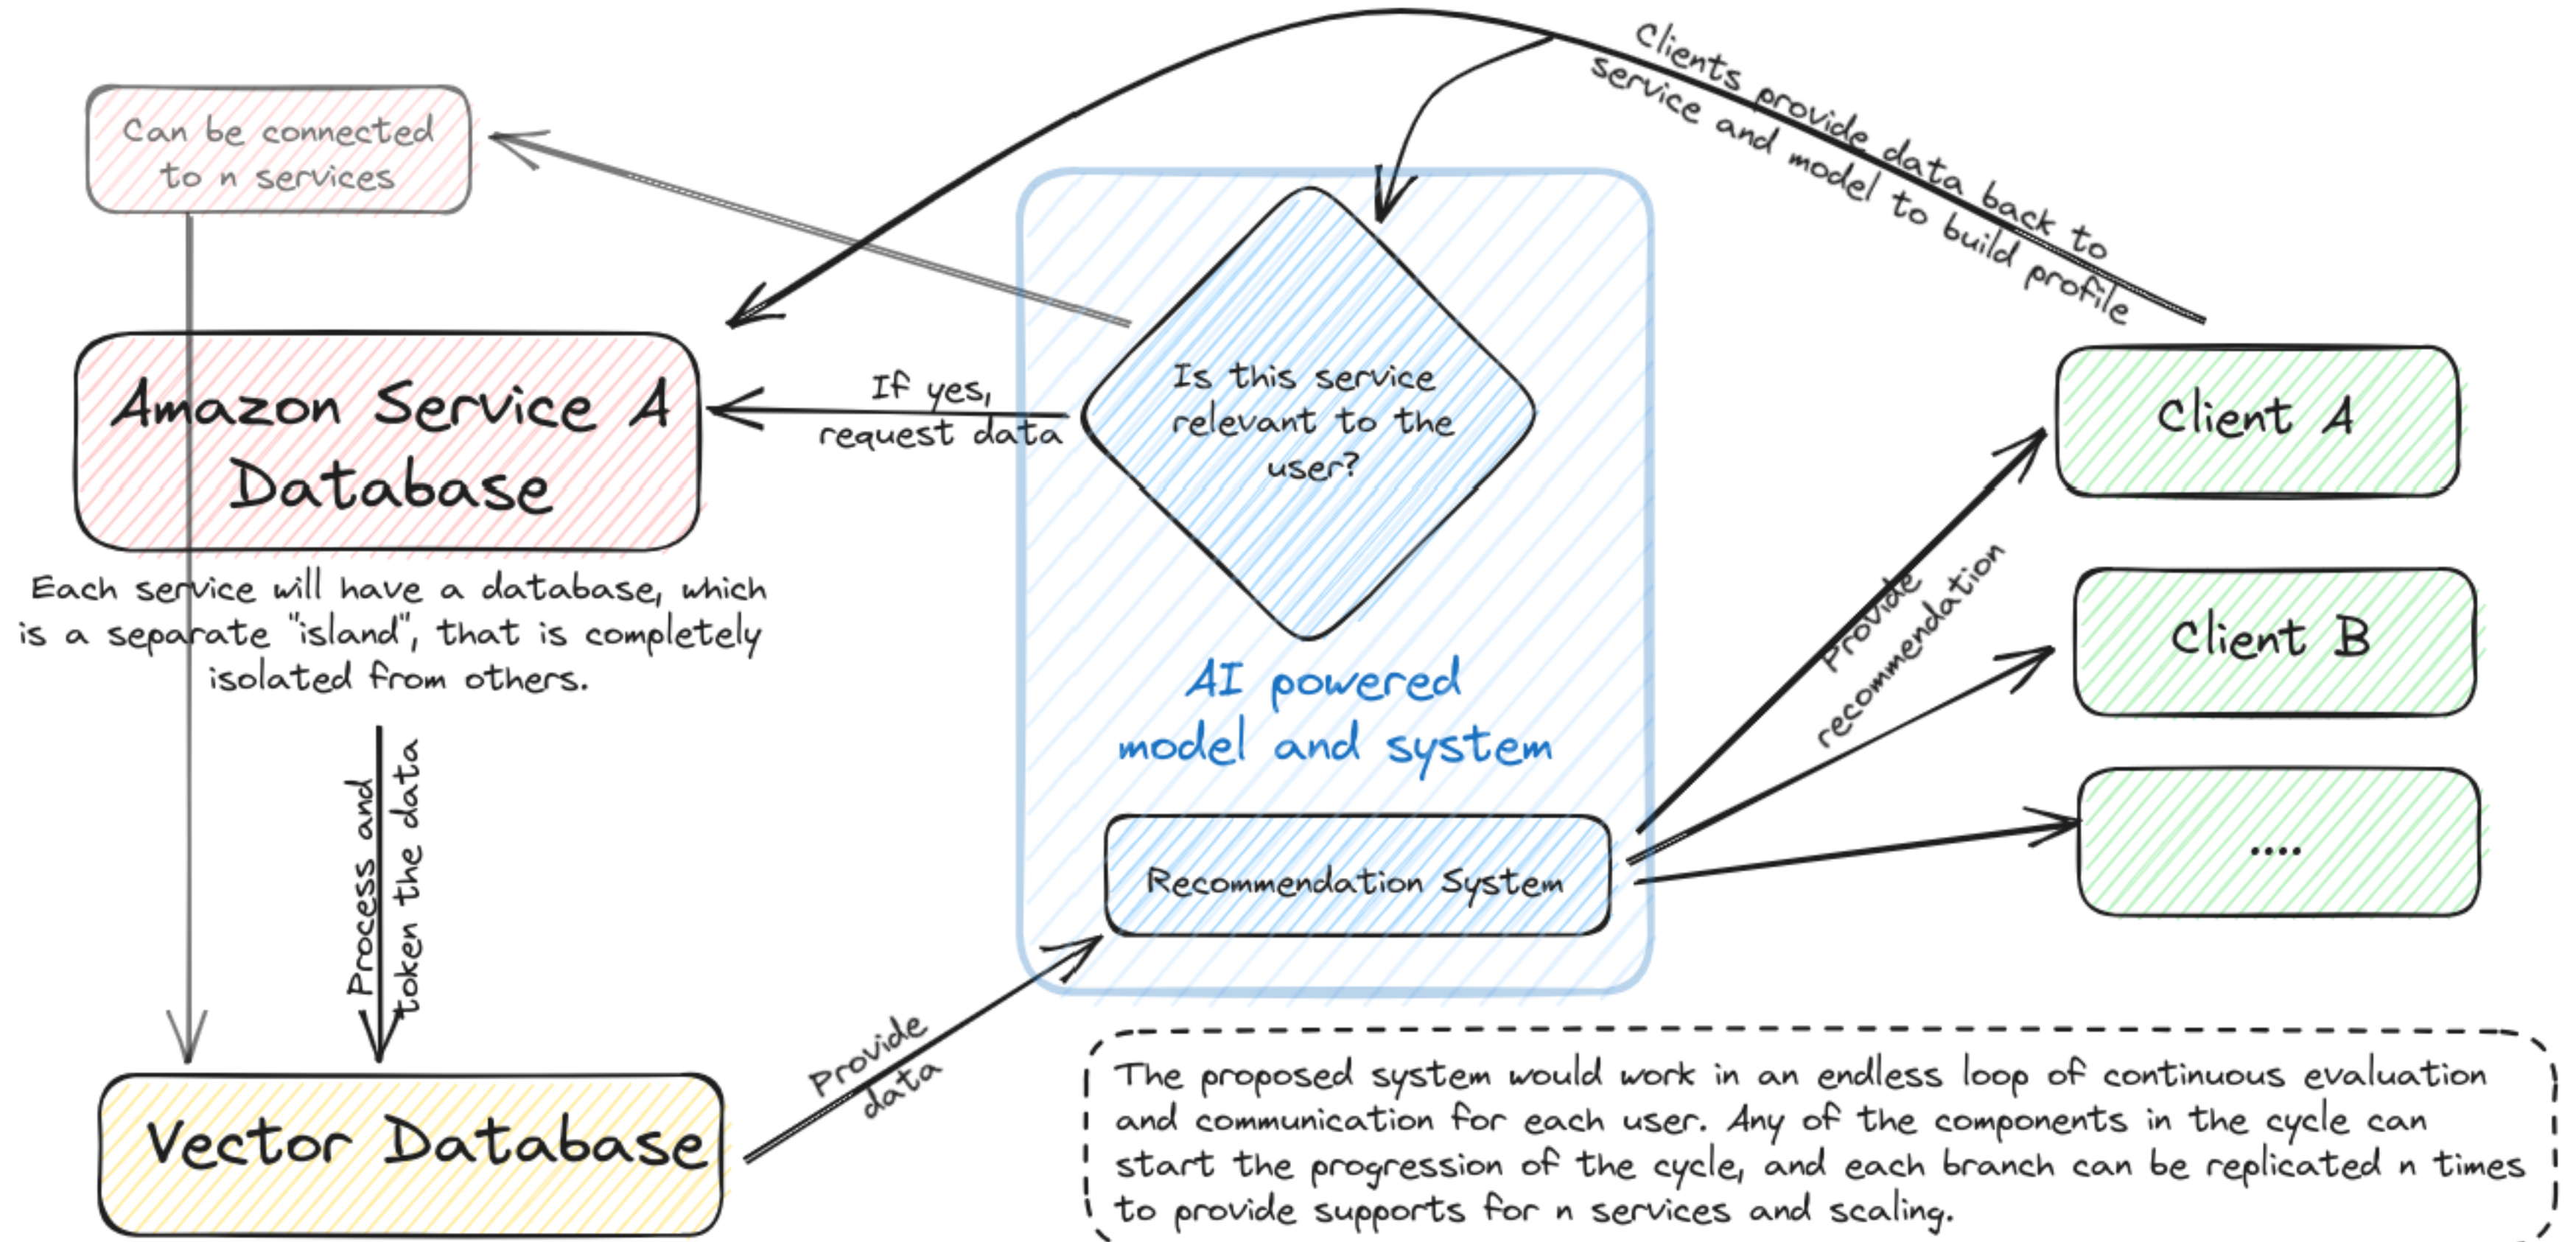 Clients provide data back to
service and model to build profile
Can be connected
to n services
Amazon Service A
Database
If yes,
request data
Is this service
relevant to the
user?
Client A
Each service will have a database, which
is a separate "island", that is completely
isolated from others.
AI powered
model and system
Provide
recommendation
Client B
Process and
token the data
Recommendation System
....
Provide
data
Vector Database
The proposed system would work in an endless loop of continuous evaluation
and communication for each user. Any of the components in the cycle can
start the progression of the cycle, and each branch can be replicated n times
to provide supports for n services and scaling.